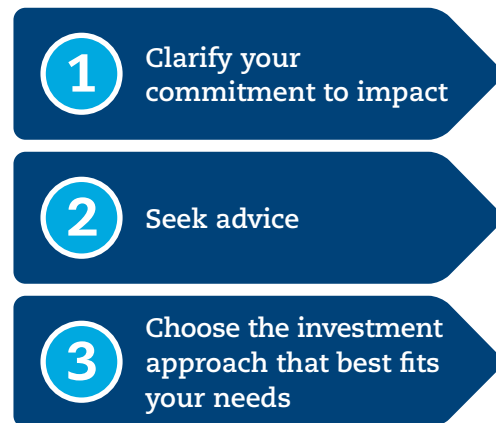 1
Clarify your
commitment to impact
2
Seek advice
3
Choose the investment
approach that best fits
your needs